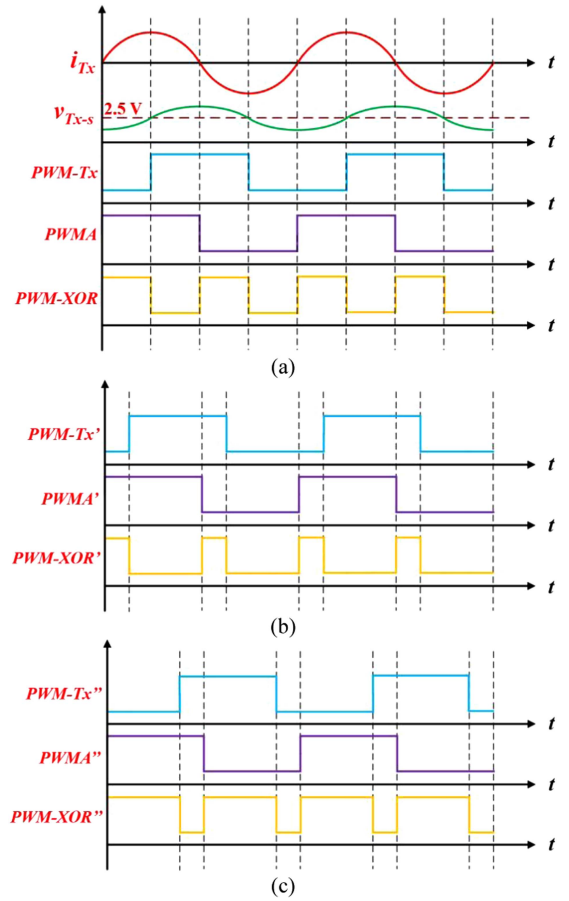 i_Tx t
v_Tx-s 2.5 V t
PWM-Tx t
PWMA t
PWM-XOR t
(a)
PWM-Tx’ t
PWMA’ t
PWM-XOR’ t
(b)
PWM-Tx’’ t
PWMA’’ t
PWM-XOR’’ t
(c)